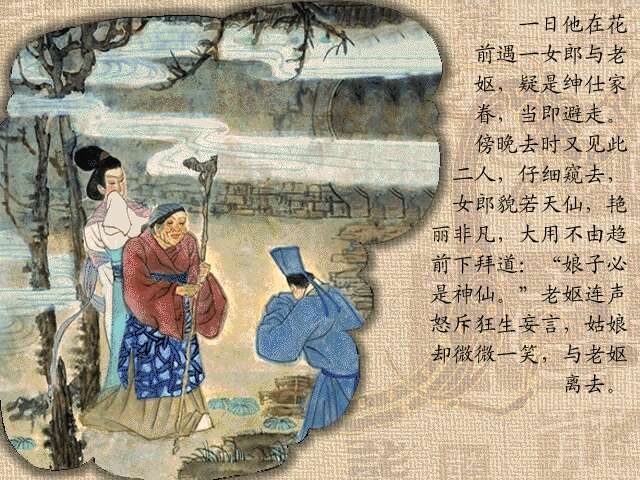 一日他在花
前遇一女郎与老
妪，疑是绅仕家
眷，当即避走。
傍晚去时又见此
二人，仔细窥去，
女郎貌若天仙，艳
丽非凡，大用不由趋
前下拜道：“娘子必
是神仙。”老妪连声
怒斥狂生妄言，姑娘
却微微一笑，与老妪
离去。